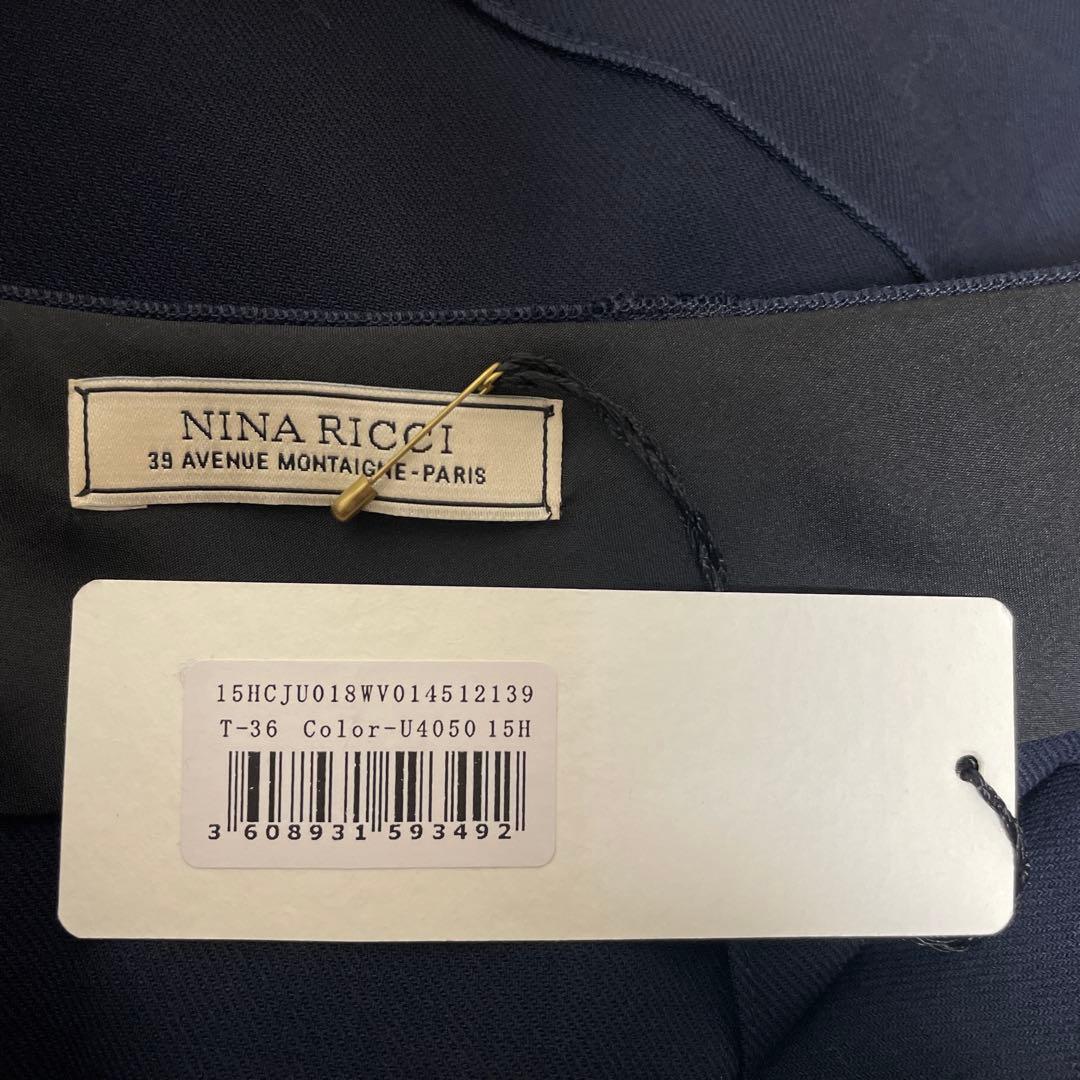 NINA RICCI
39 AVENUE MONTAIGNE-PARIS
15HCJU018WV014512139
T-36 Color-U4050 15H
3 608931 593492